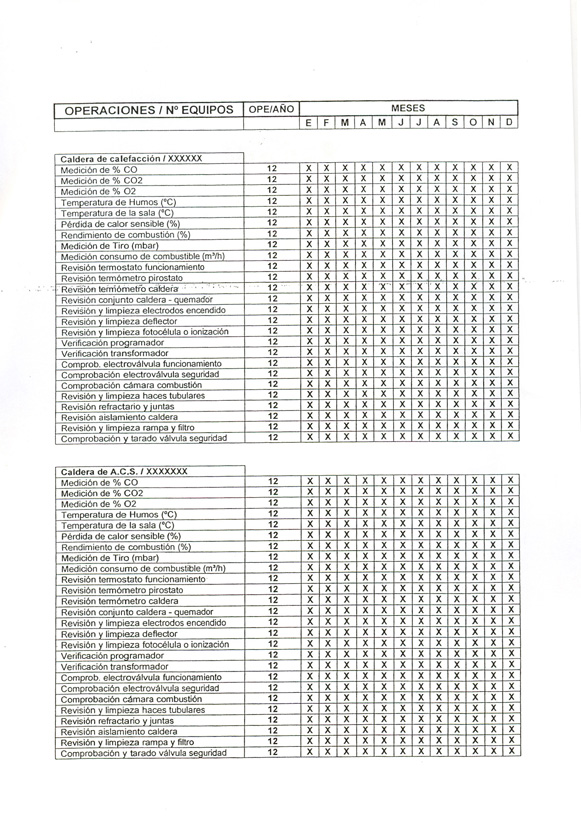 OPERACIONES / Nº EQUIPOS OPE/AÑO MESES
E F M A M J J A S O N D
Caldera de calefacción / XXXXXX
Medición de % CO 12 X X X X X X X X X X X X
Medición de % CO2 12 X X X X X X X X X X X X
Medición de % O2 12 X X X X X X X X X X X X
Temperatura de Humos (ºC) 12 X X X X X X X X X X X X
Temperatura de la sala (ºC) 12 X X X X X X X X X X X X
Pérdida de calor sensible (%) 12 X X X X X X X X X X X X
Rendimiento de combustión (%) 12 X X X X X X X X X X X X
Medición de Tiro (mbar) 12 X X X X X X X X X X X X
Medición consumo de combustible (m³/h) 12 X X X X X X X X X X X X
Revisión termostato funcionamiento 12 X X X X X X X X X X X X
Revisión termómetro pirostato 12 X X X X X X X X X X X X
Revisión termómetro caldera 12 X X X X X X X X X X X X
Revisión conjunto caldera - quemador 12 X X X X X X X X X X X X
Revisión y limpieza electrodos encendido 12 X X X X X X X X X X X X
Revisión y limpieza deflector 12 X X X X X X X X X X X X
Revisión y limpieza fotocélula o ionización 12 X X X X X X X X X X X X
Verificación programador 12 X X X X X X X X X X X X
Verificación transformador 12 X X X X X X X X X X X X
Comprob. electroválvula funcionamiento 12 X X X X X X X X X X X X
Comprobación electroválvula seguridad 12 X X X X X X X X X X X X
Comprobación cámara combustión 12 X X X X X X X X X X X X
Revisión y limpieza haces tubulares 12 X X X X X X X X X X X X
Revisión refractario y juntas 12 X X X X X X X X X X X X
Revisión aislamiento caldera 12 X X X X X X X X X X X X
Revisión y limpieza rampa y filtro 12 X X X X X X X X X X X X
Comprobación y tarado válvula seguridad 12 X X X X X X X X X X X X
Caldera de A.C.S. / XXXXXXX
Medición de % CO 12 X X X X X X X X X X X X
Medición de % CO2 12 X X X X X X X X X X X X
Medición de % O2 12 X X X X X X X X X X X X
Temperatura de Humos (ºC) 12 X X X X X X X X X X X X
Temperatura de la sala (ºC) 12 X X X X X X X X X X X X
Pérdida de calor sensible (%) 12 X X X X X X X X X X X X
Rendimiento de combustión (%) 12 X X X X X X X X X X X X
Medición de Tiro (mbar) 12 X X X X X X X X X X X X
Medición consumo de combustible (m³/h) 12 X X X X X X X X X X X X
Revisión termostato funcionamiento 12 X X X X X X X X X X X X
Revisión termómetro pirostato 12 X X X X X X X X X X X X
Revisión termómetro caldera 12 X X X X X X X X X X X X
Revisión conjunto caldera - quemador 12 X X X X X X X X X X X X
Revisión y limpieza electrodos encendido 12 X X X X X X X X X X X X
Revisión y limpieza deflector 12 X X X X X X X X X X X X
Revisión y limpieza fotocélula o ionización 12 X X X X X X X X X X X X
Verificación programador 12 X X X X X X X X X X X X
Verificación transformador 12 X X X X X X X X X X X X
Comprob. electroválvula funcionamiento 12 X X X X X X X X X X X X
Comprobación electroválvula seguridad 12 X X X X X X X X X X X X
Comprobación cámara combustión 12 X X X X X X X X X X X X
Revisión y limpieza haces tubulares 12 X X X X X X X X X X X X
Revisión refractario y juntas 12 X X X X X X X X X X X X
Revisión aislamiento caldera 12 X X X X X X X X X X X X
Revisión y limpieza rampa y filtro 12 X X X X X X X X X X X X
Comprobación y tarado válvula seguridad 12 X X X X X X X X X X X X